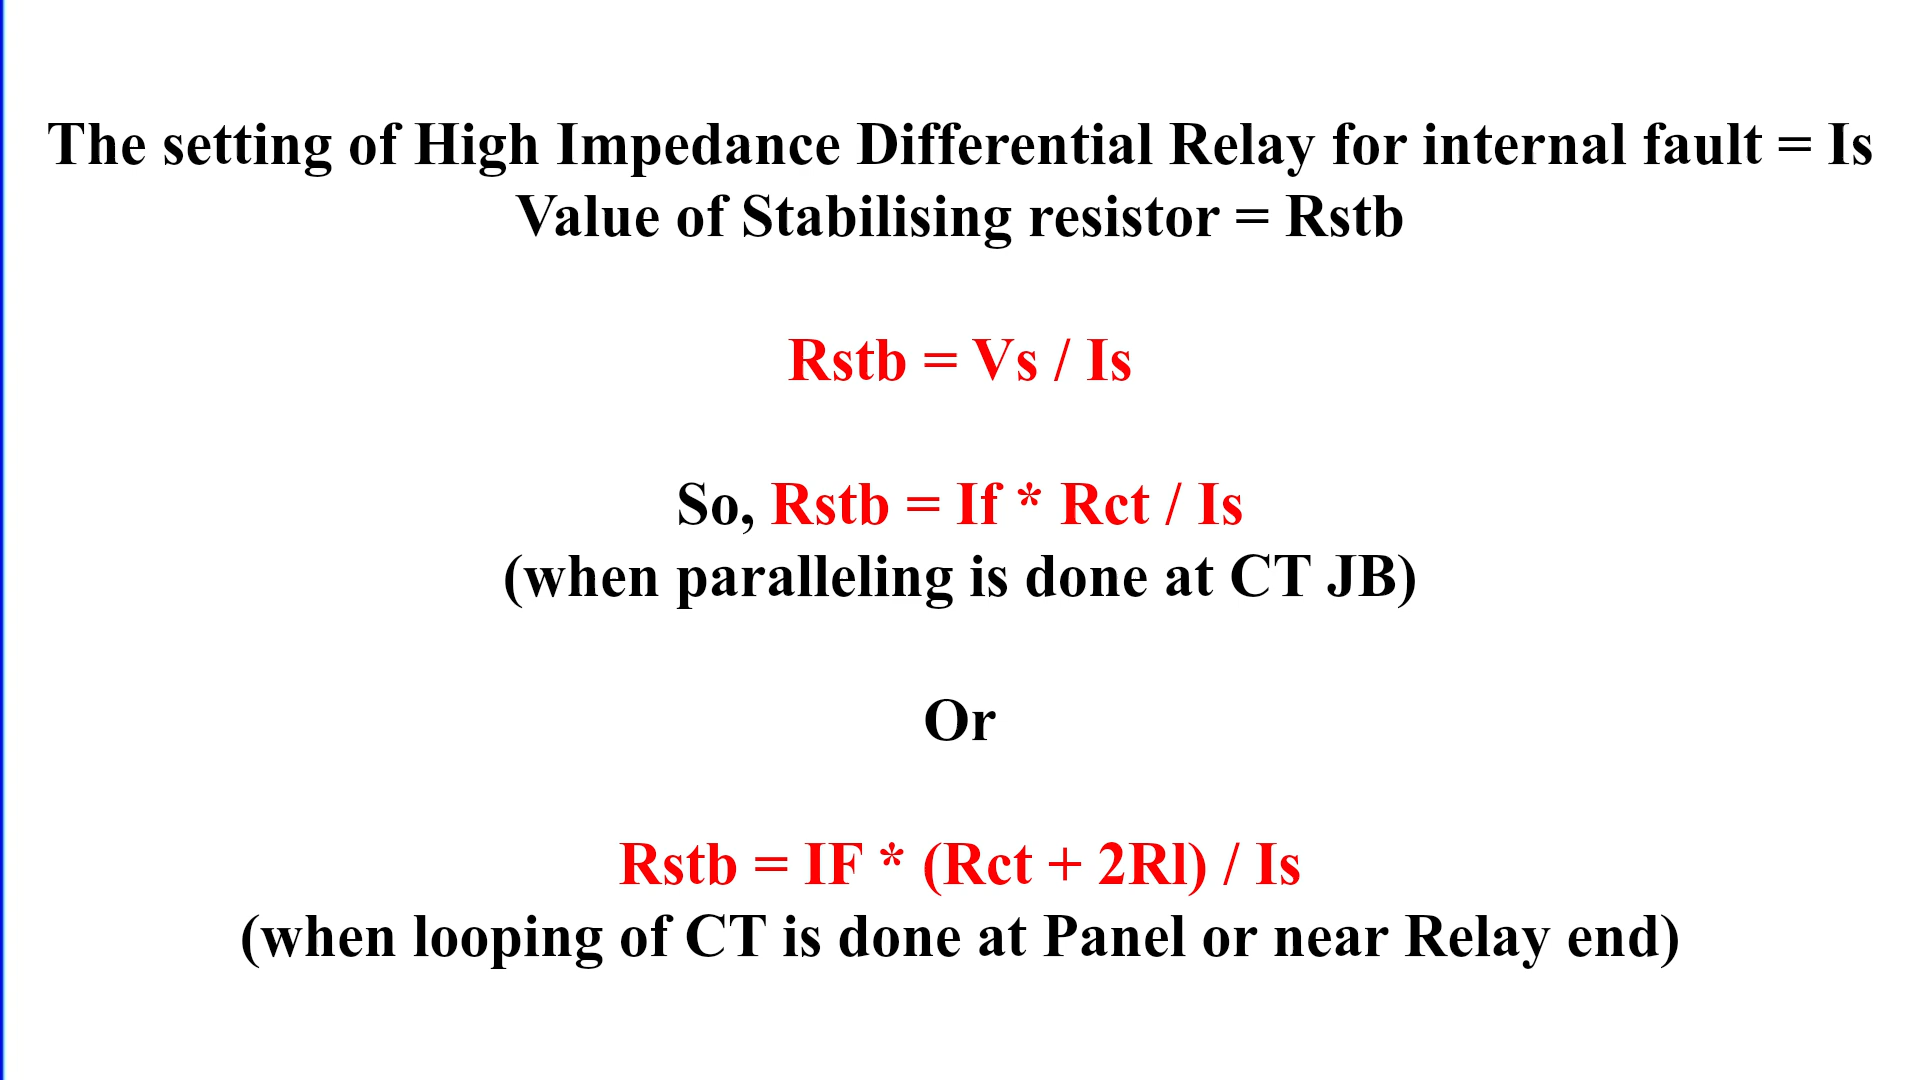 The setting of High Impedance Differential Relay for internal fault = Is
Value of Stabilising resistor = Rstb
Rstb = Vs / Is
So, Rstb = If * Rct / Is
(when paralleling is done at CT JB)
Or
Rstb = IF * (Rct + 2Rl) / Is
(when looping of CT is done at Panel or near Relay end)